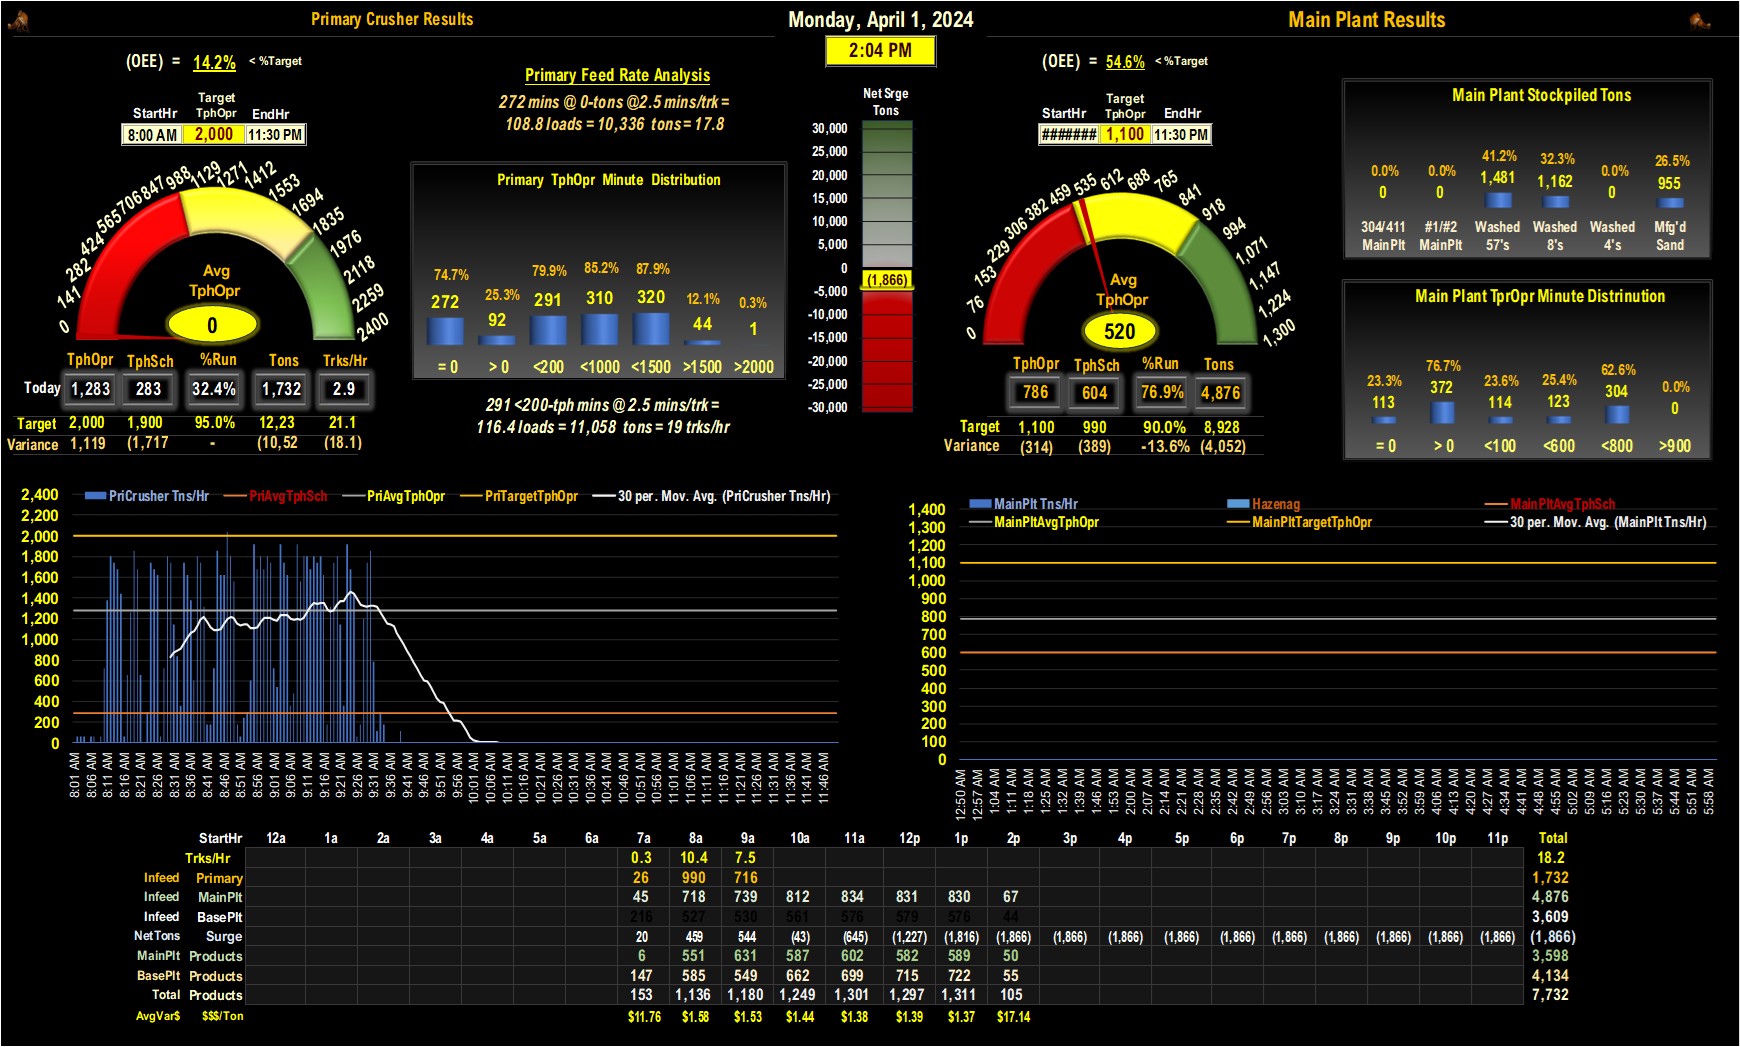 Primary Crusher Results
Monday, April 1, 2024
Main Plant Results
2:04 PM
(OEE) = 14.2% < %Target
StartHr Target TphOpr EndHr
8:00 AM 2,000 11:30 PM
Primary Feed Rate Analysis
272 mins @ 0-tons @2.5 mins/trk =
108.8 loads = 10,336 tons = 17.8
0 141 282 424 565 706 847 988 1129 1271 1412 1553 1694 1835 1976 2118 2259 2400
Avg
TphOpr
0
Primary TphOpr Minute Distribution
74.7% 25.3% 79.9% 85.2% 87.9% 12.1% 0.3%
272 92 291 310 320 44 1
= 0 > 0 <200 <1000 <1500 >1500 >2000
TphOpr TphSch %Run Tons Trks/Hr
Today 1,283 283 32.4% 1,732 2.9
Target 2,000 1,900 95.0% 12,23 21.1
Variance 1,119 (1,717 - (10,52 (18.1)
291 <200-tph mins @ 2.5 mins/trk =
116.4 loads = 11,058 tons = 19 trks/hr
Net Srge
Tons
30,000
25,000
20,000
15,000
10,000
5,000
0
(1,866)
-5,000
-10,000
-15,000
-20,000
-25,000
-30,000
(OEE) = 54.6% < %Target
StartHr Target TphOpr EndHr
####### 1,100 11:30 PM
0 76 153 229 306 382 459 535 612 688 765 841 918 994 1,071 1,147 1,224 1,300
Avg
TphOpr
520
TphOpr TphSch %Run Tons
786 604 76.9% 4,876
Target 1,100 990 90.0% 8,928
Variance (314) (389) -13.6% (4,052)
Main Plant Stockpiled Tons
0.0% 0.0% 41.2% 32.3% 0.0% 26.5%
0 0 1,481 1,162 0 955
304/411 #1/#2 Washed Washed Washed Mfg'd
MainPlt MainPlt 57's 8's 4's Sand
Main Plant TprOpr Minute Distrinution
23.3% 76.7% 23.6% 25.4% 62.6% 0.0%
113 372 114 123 304 0
= 0 > 0 <100 <600 <800 >900
PriCrusher Tns/Hr PriAvgTphSch PriAvgTphOpr PriTargetTphOpr 30 per. Mov. Avg. (PriCrusher Tns/Hr)
2,400
2,200
2,000
1,800
1,600
1,400
1,200
1,000
800
600
400
200
0
8:01 AM 8:06 AM 8:11 AM 8:16 AM 8:21 AM 8:26 AM 8:31 AM 8:36 AM 8:41 AM 8:46 AM 8:51 AM 8:56 AM 9:01 AM 9:06 AM 9:11 AM 9:16 AM 9:21 AM 9:26 AM 9:31 AM 9:36 AM 9:41 AM 9:46 AM 9:51 AM 9:56 AM 10:01 AM 10:06 AM 10:11 AM 10:16 AM 10:21 AM 10:26 AM 10:31 AM 10:36 AM 10:41 AM 10:46 AM 10:51 AM 10:56 AM 11:01 AM 11:06 AM 11:11 AM 11:16 AM 11:21 AM 11:26 AM 11:31 AM 11:36 AM 11:41 AM 11:46 AM
MainPlt Tns/Hr Hazenag MainPltAvgTphSch
MainPltAvgTphOpr MainPltTargetTphOpr 30 per. Mov. Avg. (MainPlt Tns/Hr)
1,400
1,300
1,200
1,100
1,000
900
800
700
600
500
400
300
200
100
0
12:50 AM 12:57 AM 1:04 AM 1:11 AM 1:18 AM 1:25 AM 1:32 AM 1:39 AM 1:46 AM 1:53 AM 2:00 AM 2:07 AM 2:14 AM 2:21 AM 2:28 AM 2:35 AM 2:42 AM 2:49 AM 2:56 AM 3:03 AM 3:10 AM 3:17 AM 3:24 AM 3:31 AM 3:38 AM 3:45 AM 3:52 AM 3:59 AM 4:06 AM 4:13 AM 4:20 AM 4:27 AM 4:34 AM 4:41 AM 4:48 AM 4:55 AM 5:02 AM 5:09 AM 5:16 AM 5:23 AM 5:30 AM 5:37 AM 5:44 AM 5:51 AM 5:58 AM
StartHr 12a 1a 2a 3a 4a 5a 6a 7a 8a 9a 10a 11a 12p 1p 2p 3p 4p 5p 6p 7p 8p 9p 10p 11p Total
Trks/Hr 0.3 10.4 7.5 18.2
Infeed Primary 26 990 716 1,732
Infeed MainPlt 45 718 739 812 834 831 830 67 4,876
Infeed BasePlt 216 527 530 561 576 579 576 44 3,609
NetTons Surge 20 459 544 (43) (645) (1,227) (1,816) (1,866) (1,866) (1,866) (1,866) (1,866) (1,866) (1,866) (1,866) (1,866) (1,866) (1,866)
MainPlt Products 6 551 631 587 602 582 589 50 3,598
BasePlt Products 147 585 549 662 699 715 722 55 4,134
Total Products 153 1,136 1,180 1,249 1,301 1,297 1,311 105 7,732
AvgVar$ $$$/Ton $11.76 $1.58 $1.53 $1.44 $1.38 $1.39 $1.37 $17.14